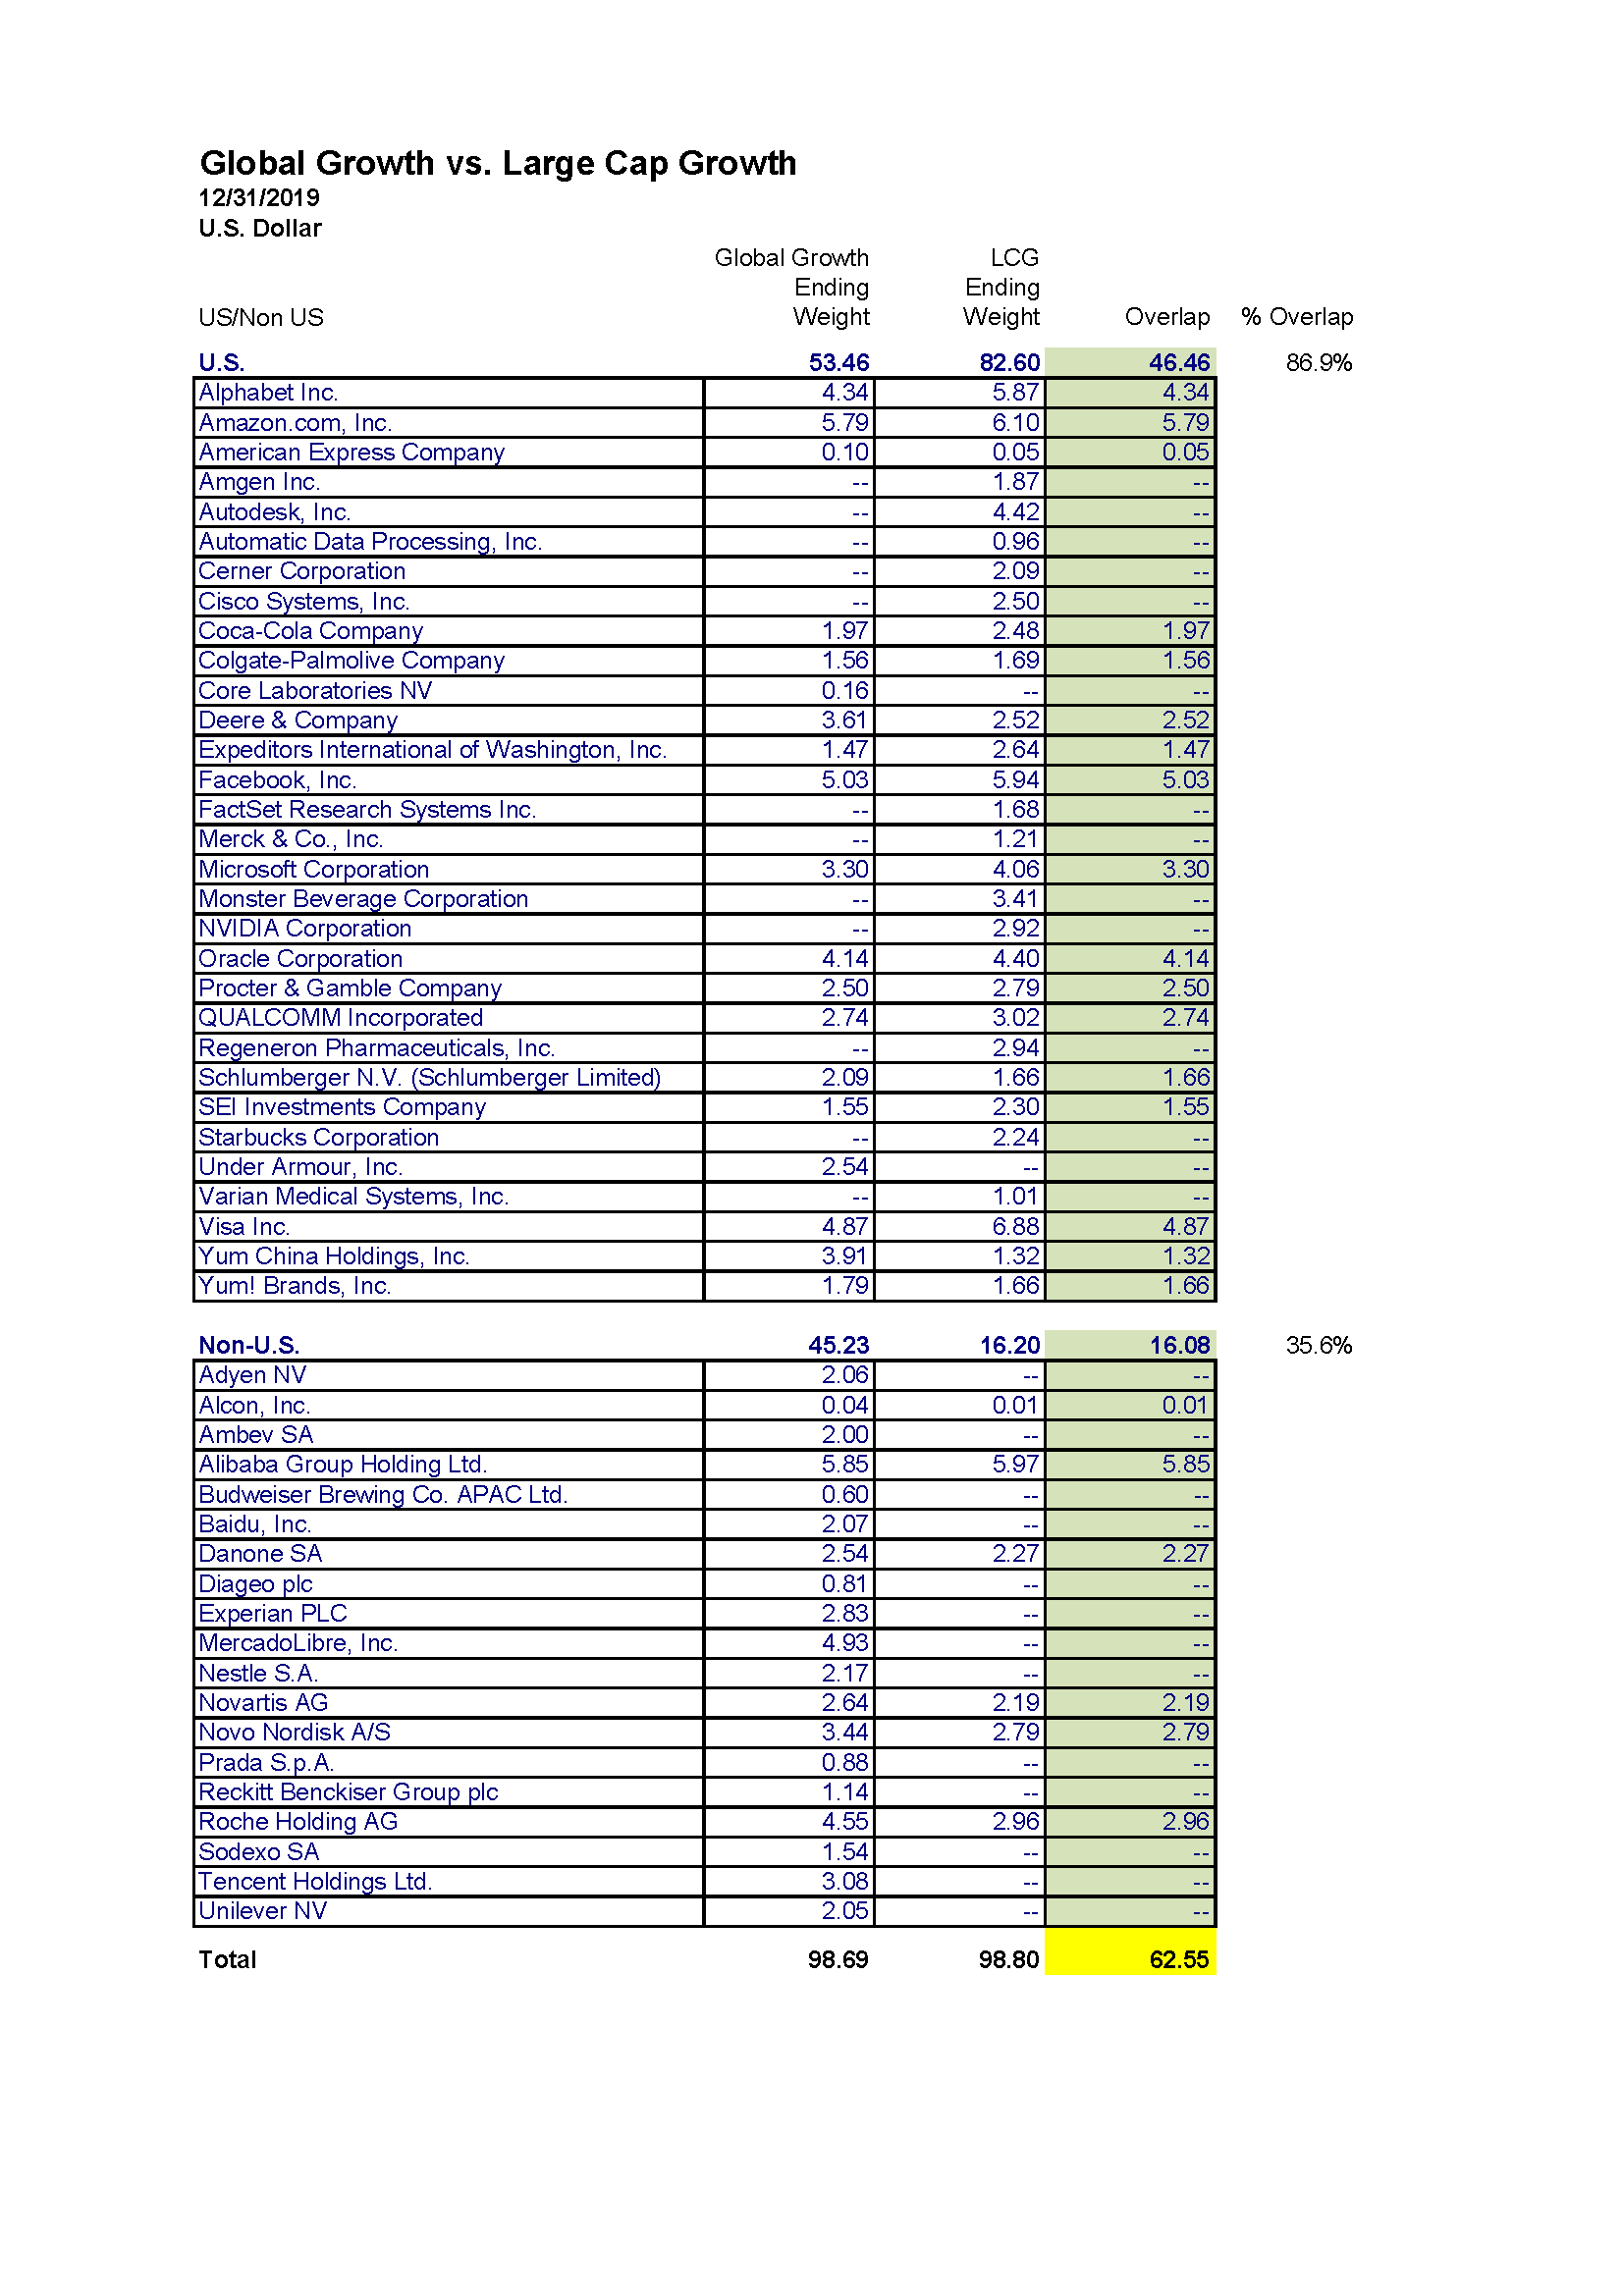 Global Growth vs. Large Cap Growth
12/31/2019
U.S. Dollar
Global Growth LCG
Ending Ending
US/Non US Weight Weight Overlap % Overlap
U.S. 53.46 82.60 46.46 86.9%
Alphabet Inc. 4.34 5.87 4.34
Amazon.com, Inc. 5.79 6.10 5.79
American Express Company 0.10 0.05 0.05
Amgen Inc. -- 1.87 --
Autodesk, Inc. -- 4.42 --
Automatic Data Processing, Inc. -- 0.96 --
Cerner Corporation -- 2.09 --
Cisco Systems, Inc. -- 2.50 --
Coca-Cola Company 1.97 2.48 1.97
Colgate-Palmolive Company 1.56 1.69 1.56
Core Laboratories NV 0.16 -- --
Deere & Company 3.61 2.52 2.52
Expeditors International of Washington, Inc. 1.47 2.64 1.47
Facebook, Inc. 5.03 5.94 5.03
FactSet Research Systems Inc. -- 1.68 --
Merck & Co., Inc. -- 1.21 --
Microsoft Corporation 3.30 4.06 3.30
Monster Beverage Corporation -- 3.41 --
NVIDIA Corporation -- 2.92 --
Oracle Corporation 4.14 4.40 4.14
Procter & Gamble Company 2.50 2.79 2.50
QUALCOMM Incorporated 2.74 3.02 2.74
Regeneron Pharmaceuticals, Inc. -- 2.94 --
Schlumberger N.V. (Schlumberger Limited) 2.09 1.66 1.66
SEI Investments Company 1.55 2.30 1.55
Starbucks Corporation -- 2.24 --
Under Armour, Inc. 2.54 -- --
Varian Medical Systems, Inc. -- 1.01 --
Visa Inc. 4.87 6.88 4.87
Yum China Holdings, Inc. 3.91 1.32 1.32
Yum! Brands, Inc. 1.79 1.66 1.66
Non-U.S. 45.23 16.20 16.08 35.6%
Adyen NV 2.06 -- --
Alcon, Inc. 0.04 0.01 0.01
Ambev SA 2.00 -- --
Alibaba Group Holding Ltd. 5.85 5.97 5.85
Budweiser Brewing Co. APAC Ltd. 0.60 -- --
Baidu, Inc. 2.07 -- --
Danone SA 2.54 2.27 2.27
Diageo plc 0.81 -- --
Experian PLC 2.83 -- --
MercadoLibre, Inc. 4.93 -- --
Nestle S.A. 2.17 -- --
Novartis AG 2.64 2.19 2.19
Novo Nordisk A/S 3.44 2.79 2.79
Prada S.p.A. 0.88 -- --
Reckitt Benckiser Group plc 1.14 -- --
Roche Holding AG 4.55 2.96 2.96
Sodexo SA 1.54 -- --
Tencent Holdings Ltd. 3.08 -- --
Unilever NV 2.05 -- --
Total 98.69 98.80 62.55